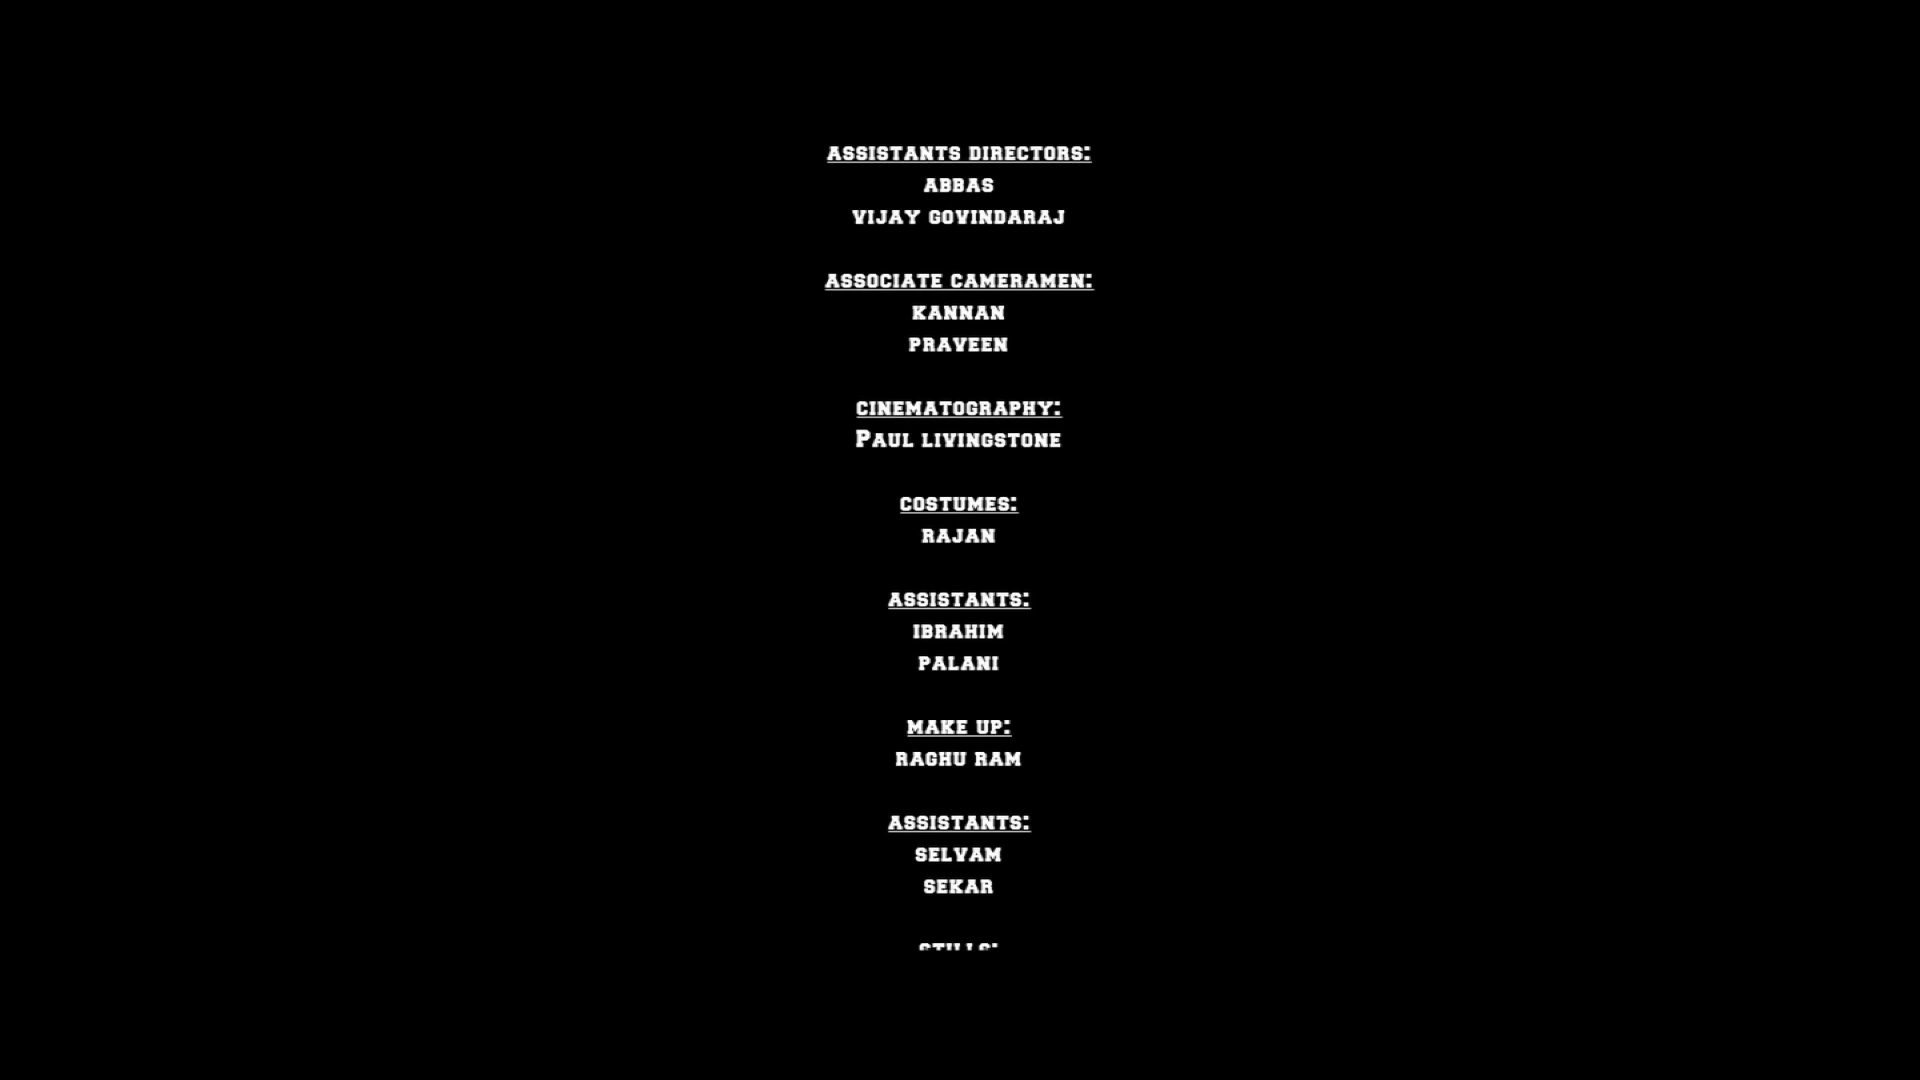 ASSISTANTS DIRECTORS:
ABBAS
VIJAY GOVINDARAJ
ASSOCIATE CAMERAMEN:
KANNAN
PRAVEEN
CINEMATOGRAPHY:
PAUL LIVINGSTONE
COSTUMES:
RAJAN
ASSISTANTS:
IBRAHIM
PALANI
MAKE UP:
RAGHU RAM
ASSISTANTS:
SELVAM
SEKAR
STILLS: